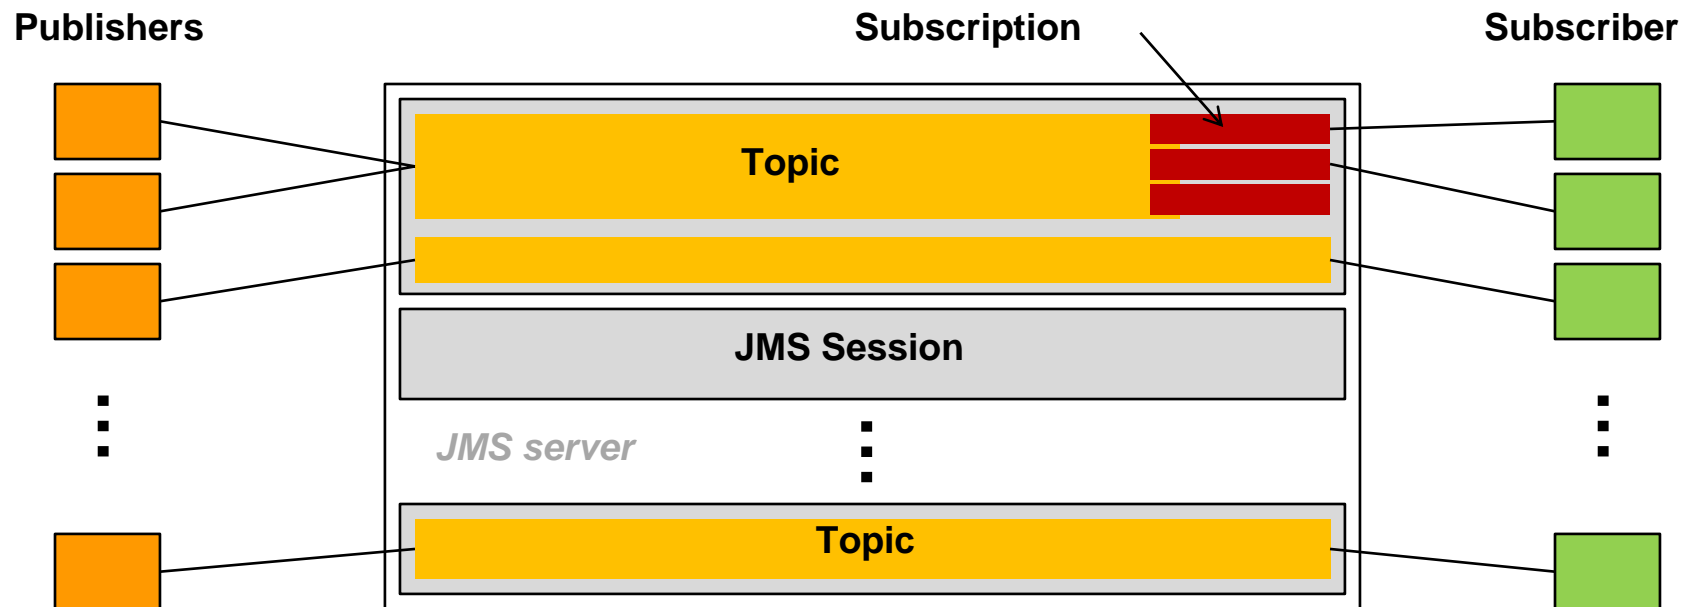 Publishers
Subscription
Subscriber
Topic
JMS Session
JMS server
Topic